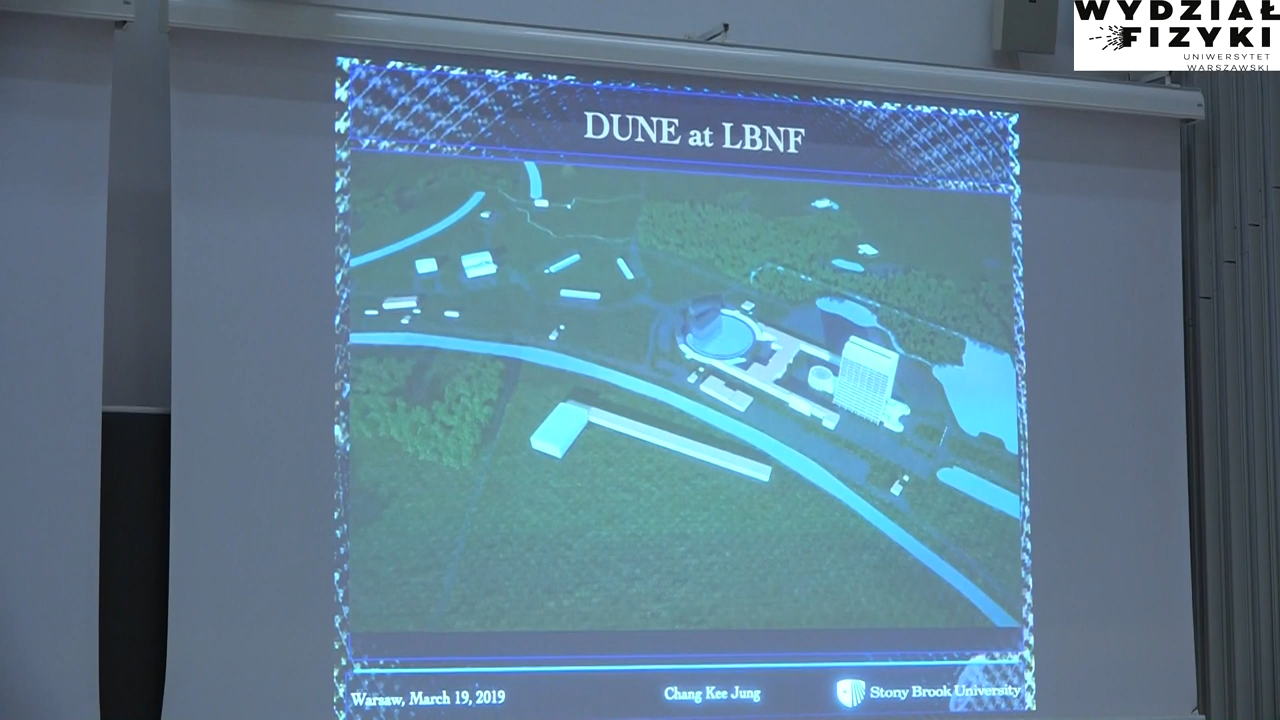 WYDZIAŁ
FIZYKI
UNIWERSYTET
WARSZAWSKI
DUNE at LBNF
Warsaw, March 19, 2019
Chang Kee Jung
Stony Brook University